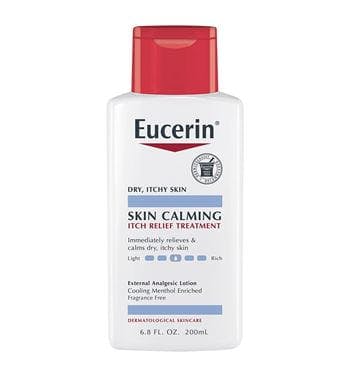 Eucerin®
DRY, ITCHY SKIN
SKIN CALMING
ITCH RELIEF TREATMENT
Immediately relieves &
calms dry, itchy skin
Light Rich
External Analgesic Lotion
Cooling Menthol Enriched
Fragrance Free
DERMATOLOGICAL SKINCARE
6.8 FL. OZ. 200mL